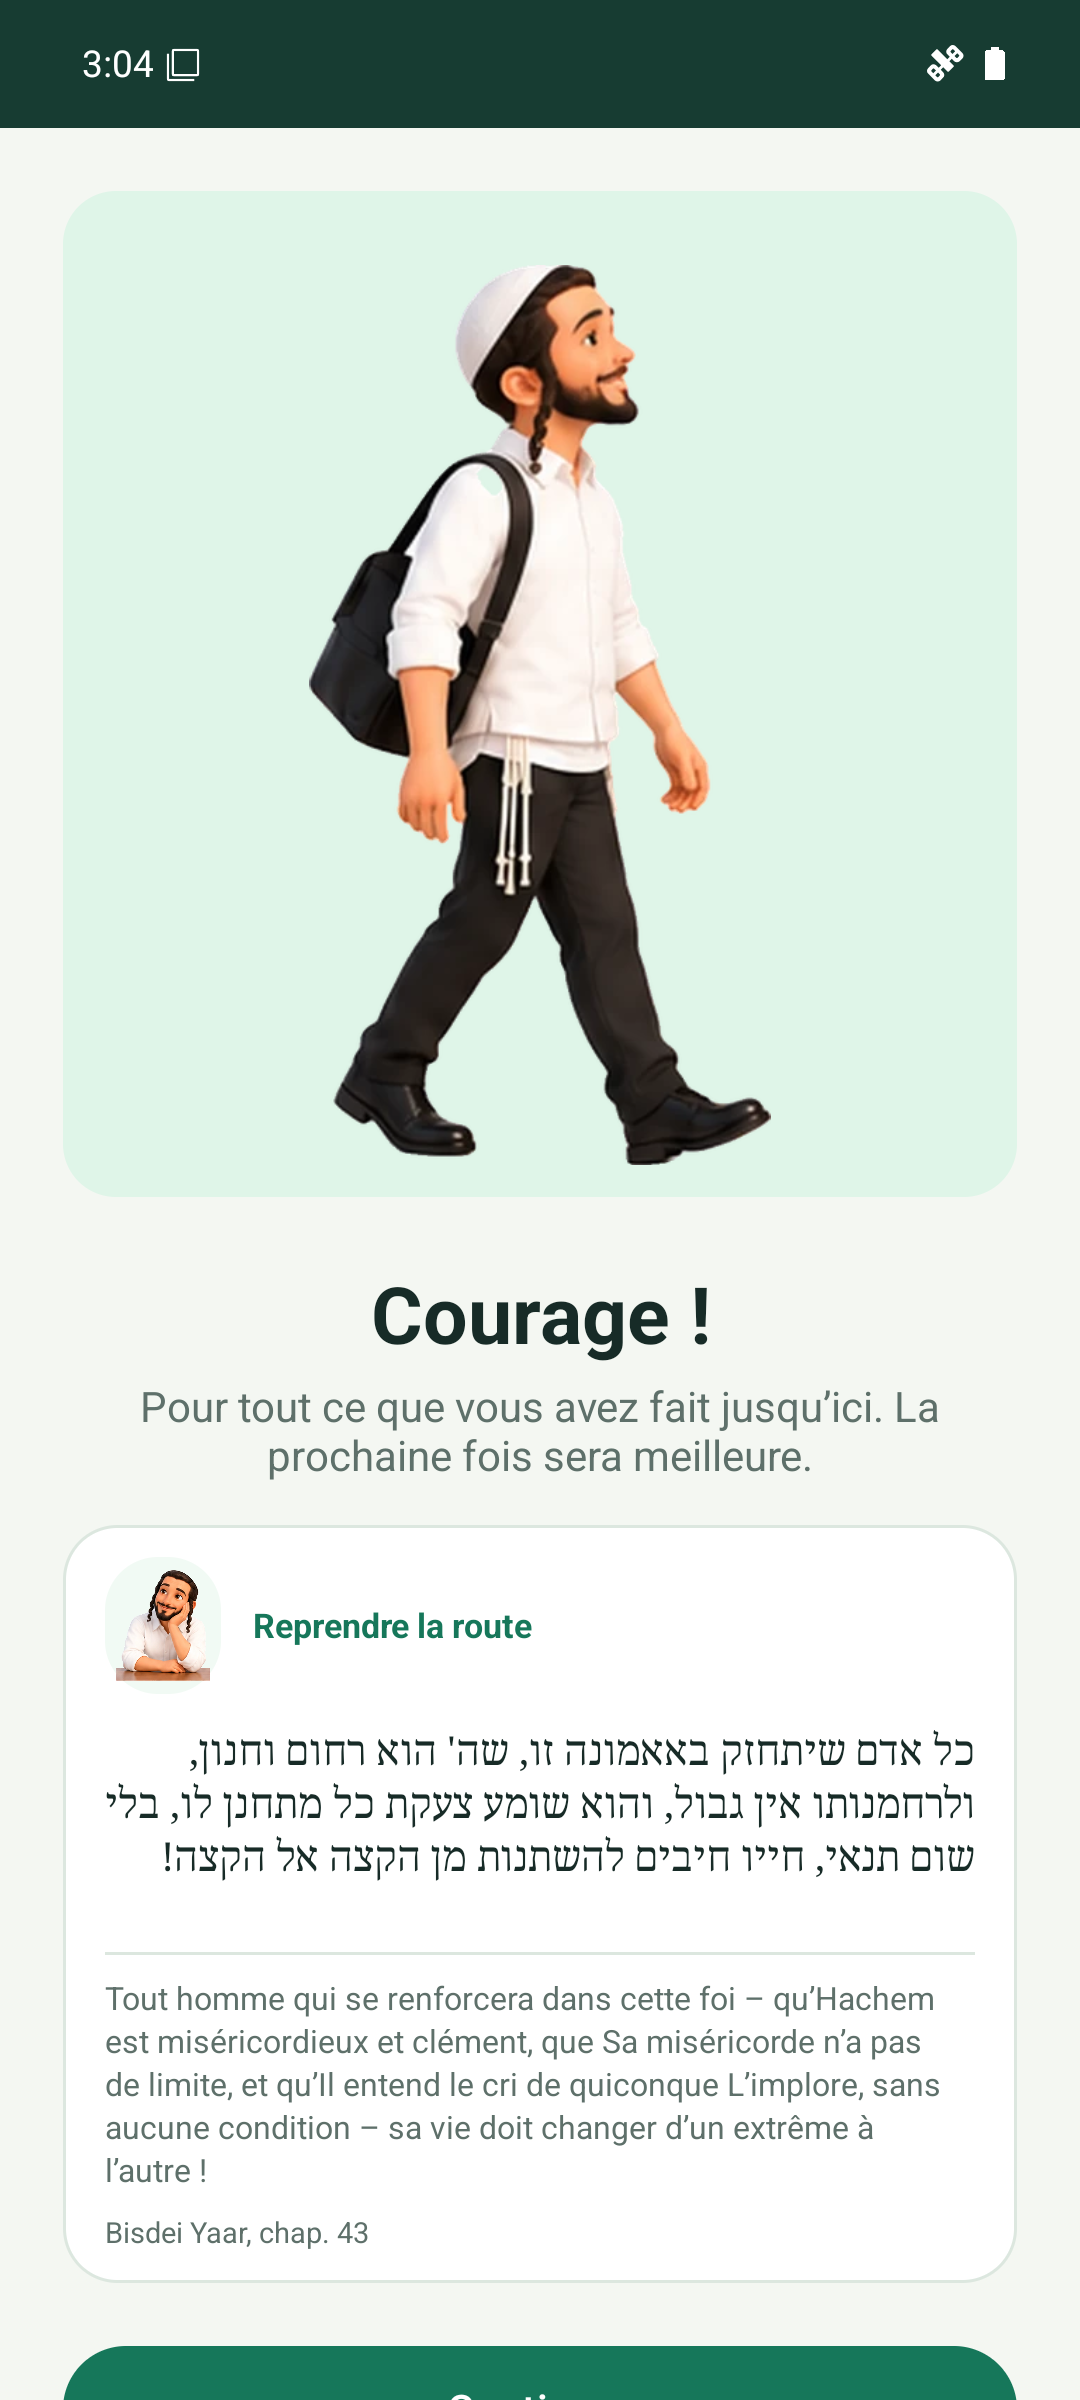 3:04
Courage !
Pour tout ce que vous avez fait jusqu’ici. La
prochaine fois sera meilleure.
Reprendre la route
כל אדם שיתחזק באאמונה זו, שה' הוא רחום וחנון,
ולרחמנותו אין גבול, והוא שומע צעקת כל מתחנן לו, בלי
שום תנאי, חייו חיבים להשתנות מן הקצה אל הקצה!
Tout homme qui se renforcera dans cette foi – qu’Hachem
est miséricordieux et clément, que Sa miséricorde n’a pas
de limite, et qu’Il entend le cri de quiconque L’implore, sans
aucune condition – sa vie doit changer d’un extrême à
l’autre !
Bisdei Yaar, chap. 43